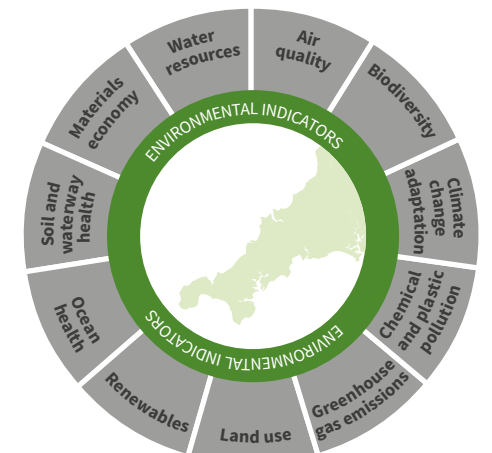 Air
quality
Biodiversity
Climate
change
adaptation
Chemical
and plastic
pollution
Greenhouse
gas emissions
Land use
Renewables
Ocean
health
Soil and
waterway
health
Materials
economy
Water
resources
ENVIRONMENTAL INDICATORS
ENVIRONMENTAL INDICATORS